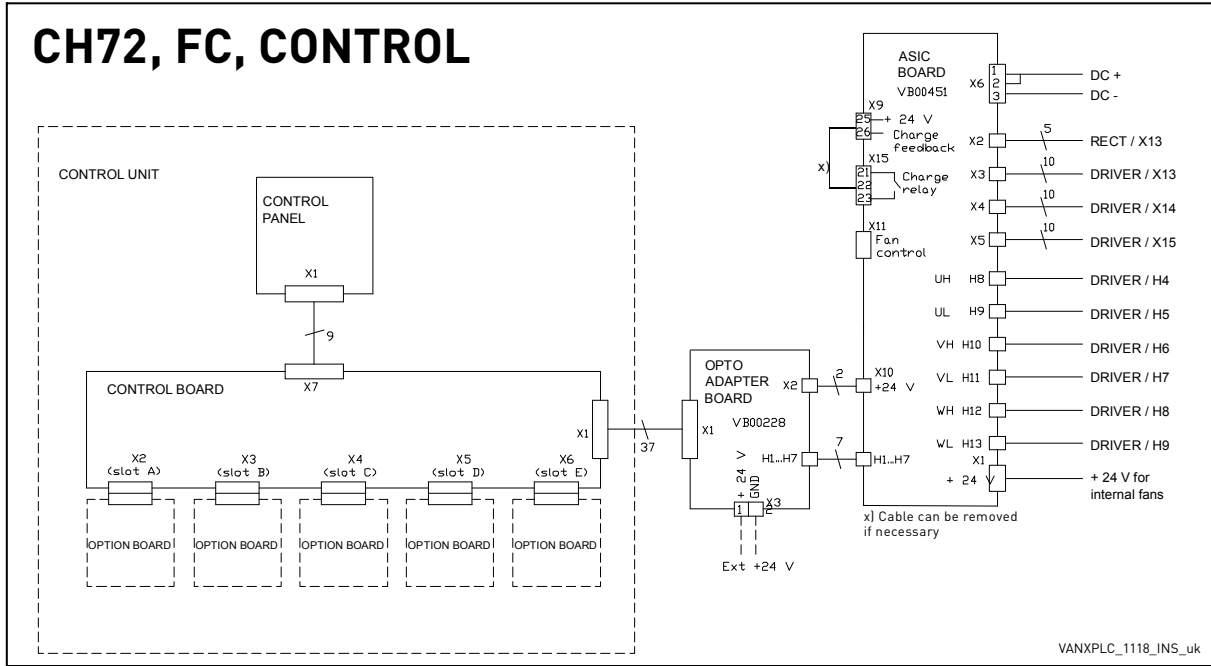 CH72, FC, CONTROL
CONTROL UNIT
CONTROL
PANEL
X1
9
X7
CONTROL BOARD
X1
X2
(slot A)
X3
(slot B)
X4
(slot C)
X5
(slot D)
X6
(slot E)
OPTION BOARD
OPTION BOARD
OPTION BOARD
OPTION BOARD
OPTION BOARD
37
OPTO
ADAPTER
BOARD
VB00228
X1
X2
2
H1...H7
7
+ 24 V
GND
X3
1
2
Ext +24 V
ASIC
BOARD
VB00451
X9
25
+ 24 V
26
Charge
feedback
x)
X15
21
22
23
Charge
relay
X11
Fan
control
X10
+24 V
H1...H7
X6
1
2
3
DC +
DC -
X2
5
RECT / X13
X3
10
DRIVER / X13
X4
10
DRIVER / X14
X5
10
DRIVER / X15
UH H8
DRIVER / H4
UL H9
DRIVER / H5
VH H10
DRIVER / H6
VL H11
DRIVER / H7
WH H12
DRIVER / H8
WL H13
DRIVER / H9
X1
+ 24 V
+ 24 V for
internal fans
x) Cable can be removed
if necessary
VANXPLC_1118_INS_uk